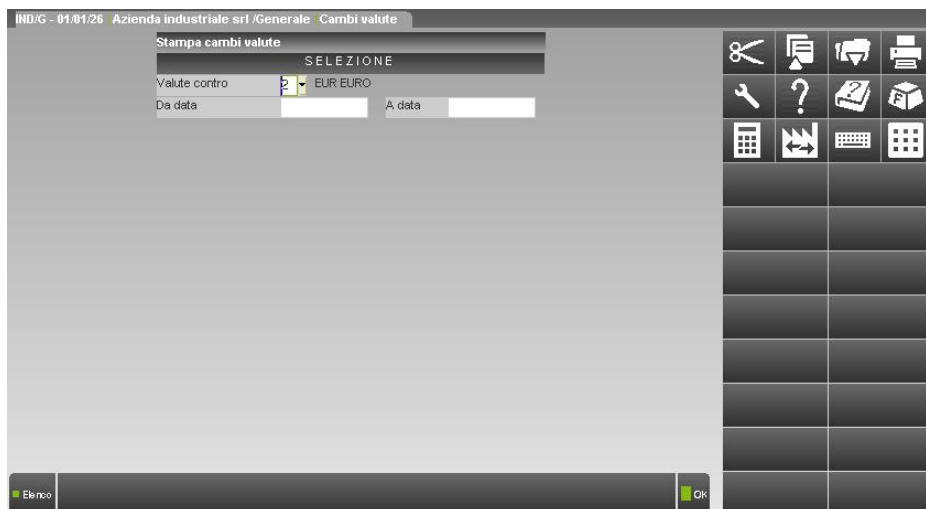 IND/G - 01/01/26 Azienda industriale srl /Generale Cambi valute
Stampa cambi valute
SELEZIONE
Valute contro 2 EUR EURO
Da data A data
Elenco OK